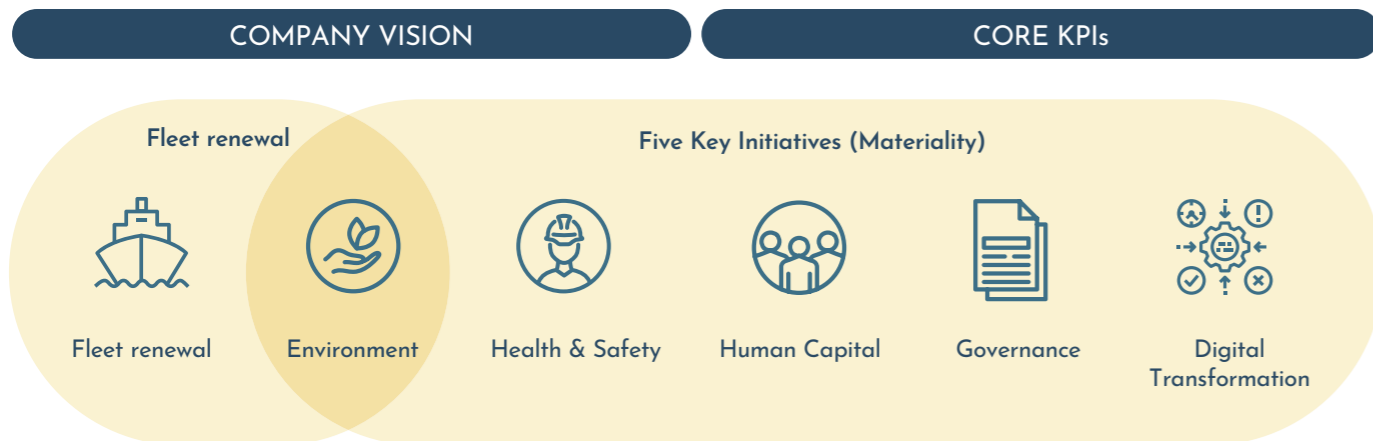 COMPANY VISION
CORE KPIs
Fleet renewal
Five Key Initiatives (Materiality)
Fleet renewal
Environment
Health & Safety
Human Capital
Governance
Digital
Transformation